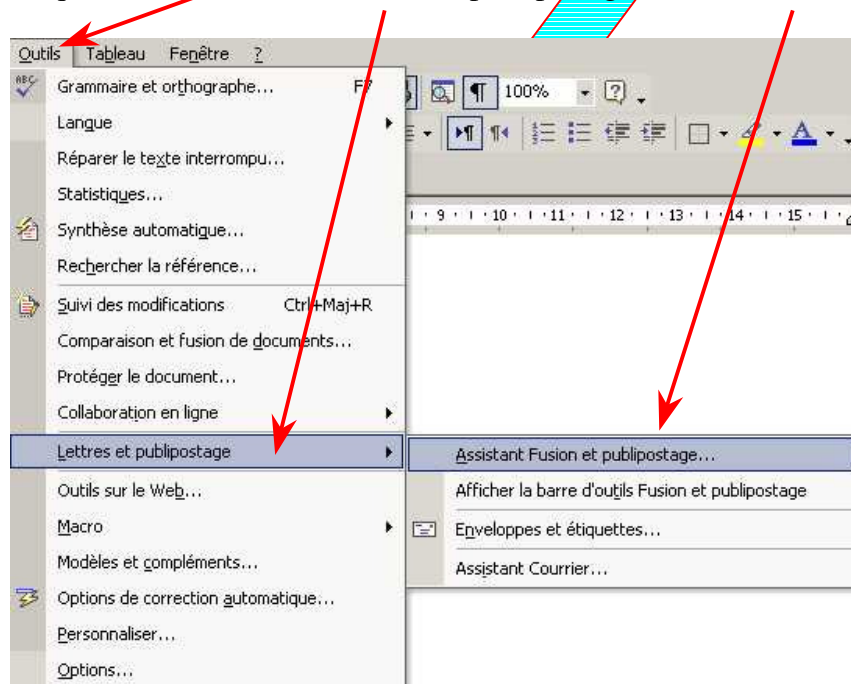 Outils Tableau Fenêtre ?
Grammaire et orthographe... F7
100%
Langue
Réparer le texte interrompu...
Statistiques...
9 10 11 12 13 14 15
Synthèse automatique...
Rechercher la référence...
Suivi des modifications Ctrl+Maj+R
Comparaison et fusion de documents...
Protéger le document...
Collaboration en ligne
Lettres et publipostage
Assistant Fusion et publipostage...
Outils sur le Web...
Afficher la barre d'outils Fusion et publipostage
Macro
Enveloppes et étiquettes...
Modèles et compléments...
Assistant Courrier...
Options de correction automatique...
Personnaliser...
Options...